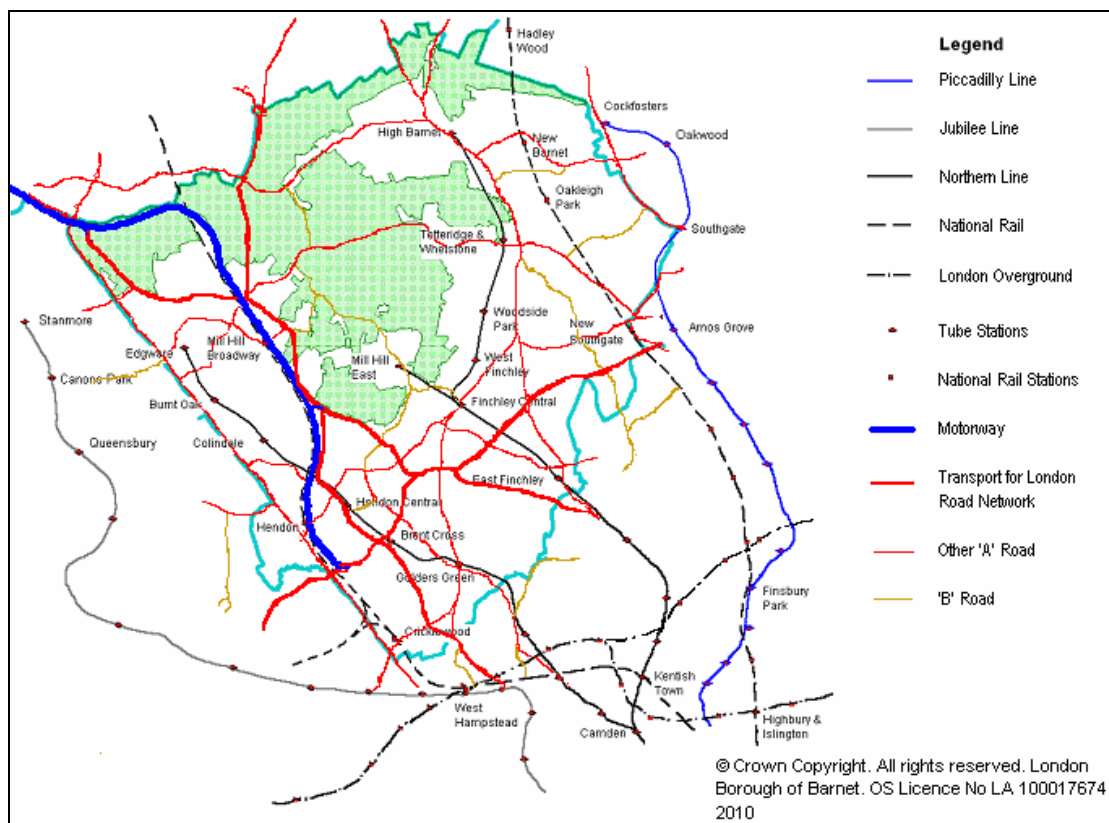 Hadley
Wood
Cockfosters
Oakwood
High Barnet
New
Barnet
Oakleigh
Park
Southgate
Tetteridge &
Whetstone
Stanmore
Woodside
Park
New
Southgate
Arnos Grove
Edgware
Mill Hill
Broadway
Mill Hill
East
West
Finchley
Canons Park
Burnt Oak
Finchley Central
Queensbury
Colindale
East Finchley
Hendon Central
Hendon
Brent Cross
Golders Green
Finsbury
Park
Cricklewood
Kentish
Town
West
Hampstead
Camden
Highbury &
Islington
Legend
Piccadilly Line
Jubilee Line
Northern Line
National Rail
London Overground
Tube Stations
National Rail Stations
Motorway
Transport for London
Road Network
Other 'A' Road
'B' Road
© Crown Copyright. All rights reserved. London
Borough of Barnet. OS Licence No LA 100017674
2010